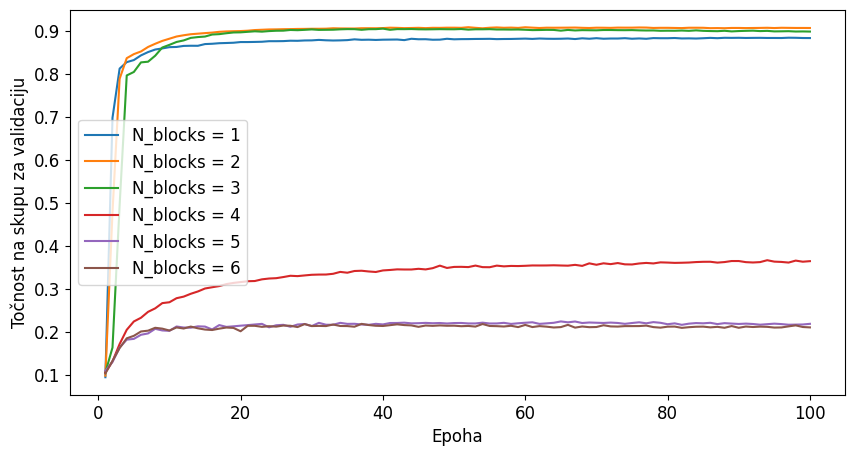 0.9
0.8
0.7
0.6
0.5
0.4
0.3
0.2
0.1
Točnost na skupu za validaciju
N_blocks = 1
N_blocks = 2
N_blocks = 3
N_blocks = 4
N_blocks = 5
N_blocks = 6
0 20 40 60 80 100
Epoha